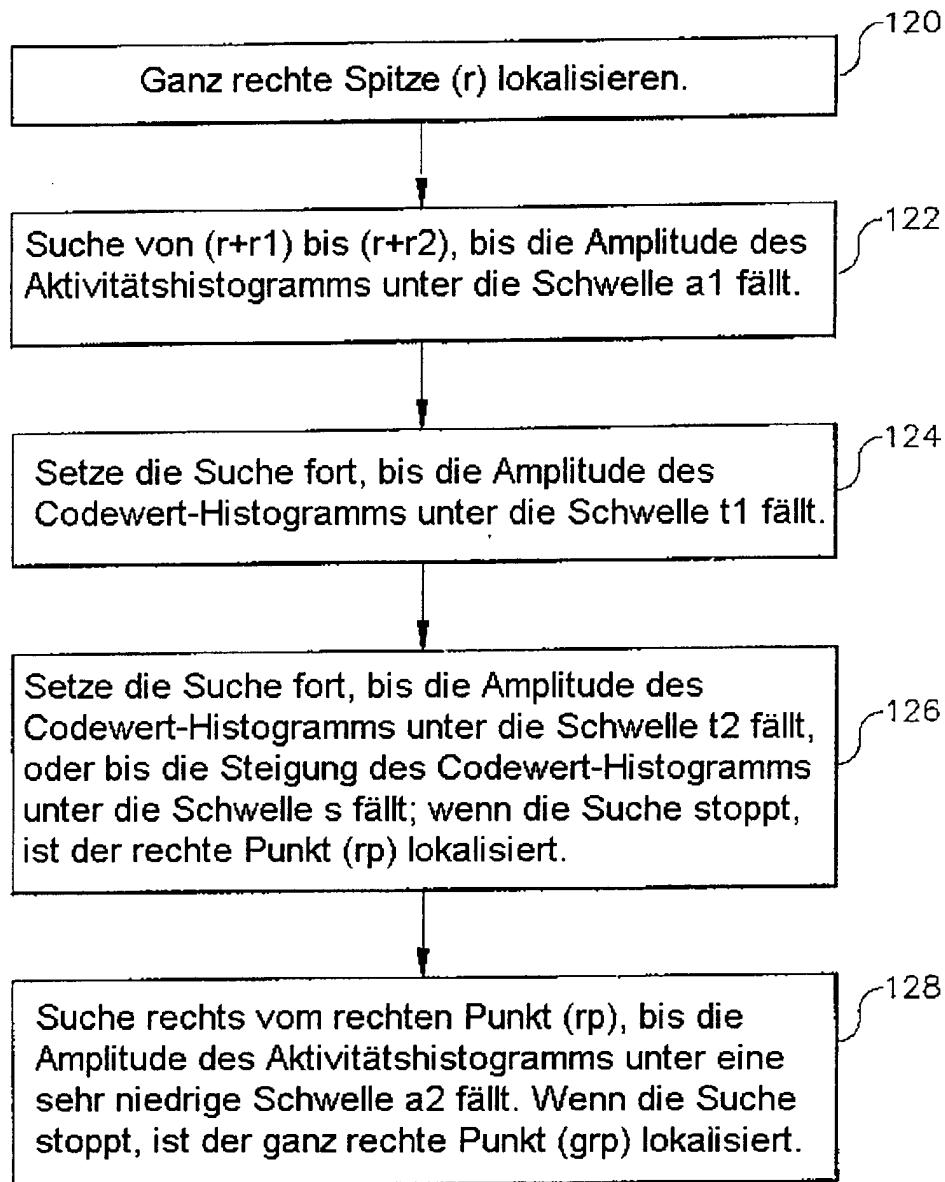 120
Ganz rechte Spitze (r) lokalisieren.
122
Suche von (r+r1) bis (r+r2), bis die Amplitude des
Aktivitätshistogramms unter die Schwelle a1 fällt.
124
Setze die Suche fort, bis die Amplitude des
Codewert-Histogramms unter die Schwelle t1 fällt.
126
Setze die Suche fort, bis die Amplitude des
Codewert-Histogramms unter die Schwelle t2 fällt,
oder bis die Steigung des Codewert-Histogramms
unter die Schwelle s fällt; wenn die Suche stoppt,
ist der rechte Punkt (rp) lokalisiert.
128
Suche rechts vom rechten Punkt (rp), bis die
Amplitude des Aktivitätshistogramms unter eine
sehr niedrige Schwelle a2 fällt. Wenn die Suche
stoppt, ist der ganz rechte Punkt (grp) lokalisiert.